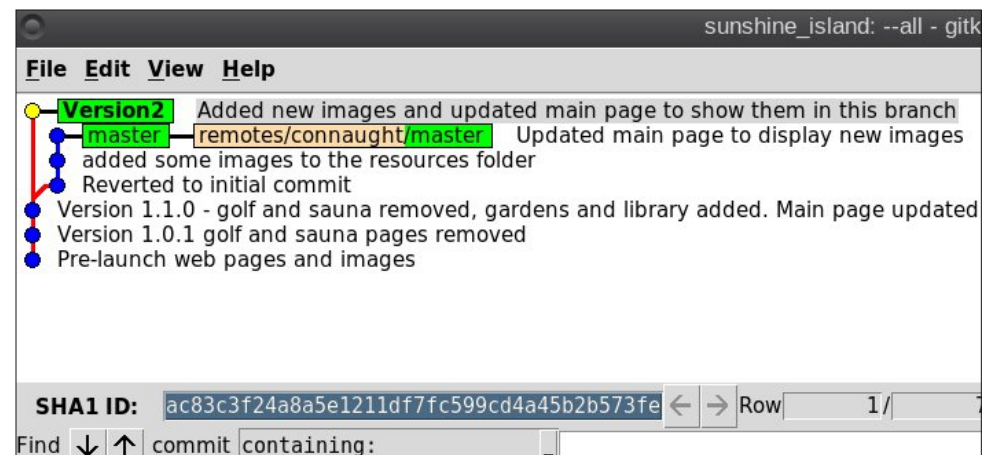 sunshine_island: --all - gitk
File Edit View Help
Version2 Added new images and updated main page to show them in this branch
master remotes/connaught/master Updated main page to display new images
added some images to the resources folder
Reverted to initial commit
Version 1.1.0 - golf and sauna removed, gardens and library added. Main page updated
Version 1.0.1 golf and sauna pages removed
Pre-launch web pages and images
SHA1 ID: ac83c3f24a8a5e1211df7fc599cd4a45b2b573fe ← → Row 1 / 7
Find ↓ ↑ commit containing: